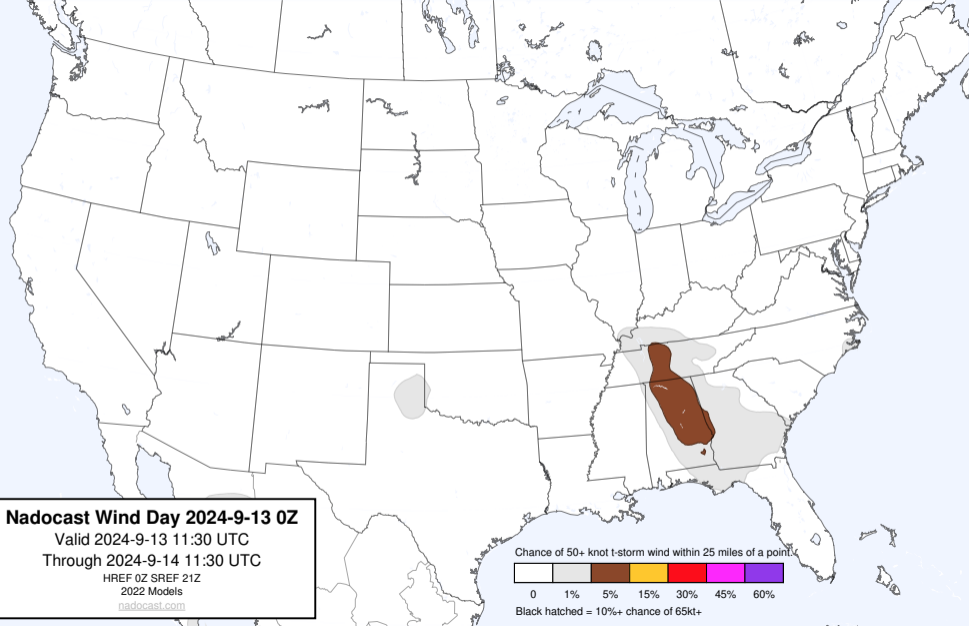 Nadocast Wind Day 2024-9-13 0Z
Valid 2024-9-13 11:30 UTC
Through 2024-9-14 11:30 UTC
HREF 0Z SREF 21Z
2022 Models
nadocast.com
Chance of 50+ knot t-storm wind within 25 miles of a point.
0 1% 5% 15% 30% 45% 60%
Black hatched = 10%+ chance of 65kt+